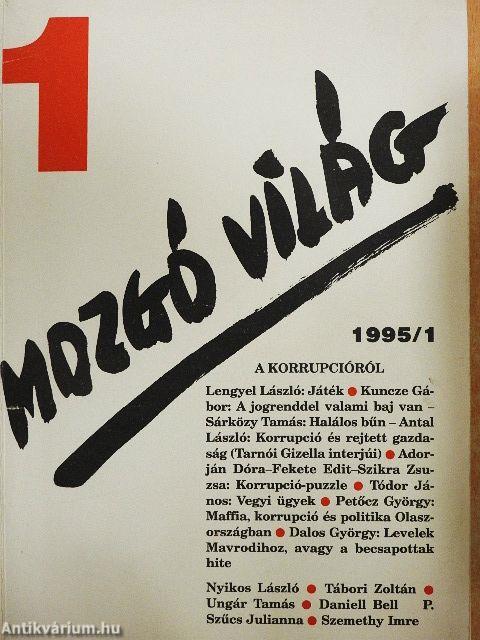 1
MOZGÓ VILÁG
1995/1
A KORRUPCIÓRÓL
Lengyel László: Játék ● Kuncze Gá-
bor: A jogrenddel valami baj van –
Sárközy Tamás: Halálos bűn – Antal
László: Korrupció és rejtett gazda-
ság (Tarnói Gizella interjúi) ● Ador-
ján Dóra–Fekete Edit–Szikra Zsu-
zsa: Korrupció-puzzle ● Tódor Já-
nos: Vegyi ügyek ● Petőcz György:
Maffia, korrupció és politika Olasz-
országban ● Dalos György: Levelek
Mavrodihoz, avagy a becsapottak
hite
Nyikos László ● Tábori Zoltán ●
Ungár Tamás ● Daniell Bell P.
Szűcs Julianna ● Szemethy Imre
Antikvárium.hu